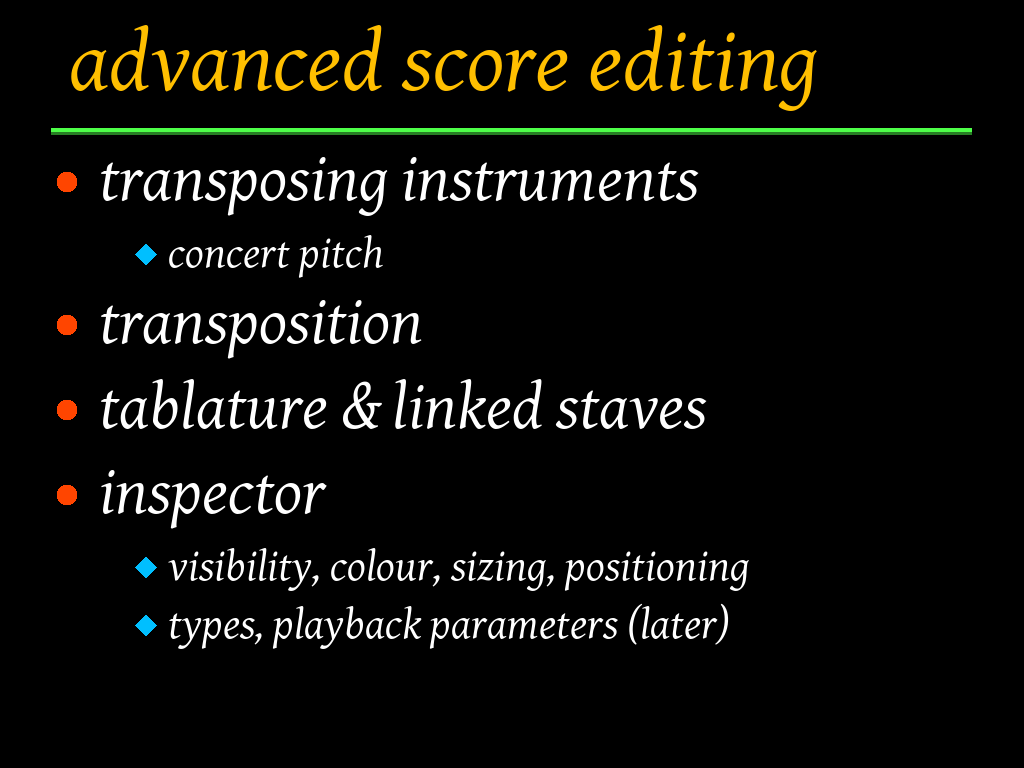 advanced score editing
transposing instruments
concert pitch
transposition
tablature & linked staves
inspector
visibility, colour, sizing, positioning
types, playback parameters (later)